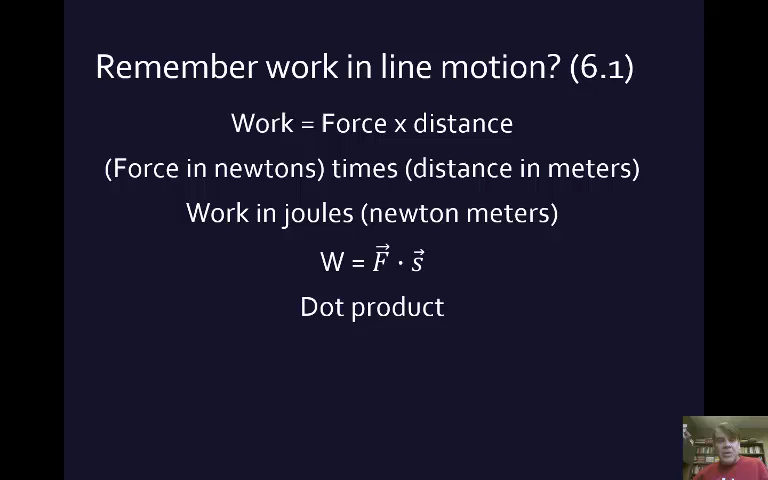 Remember work in line motion? (6.1)
Work = Force x distance
(Force in newtons) times (distance in meters)
Work in joules (newton meters)
W = F⃗ · s⃗
Dot product